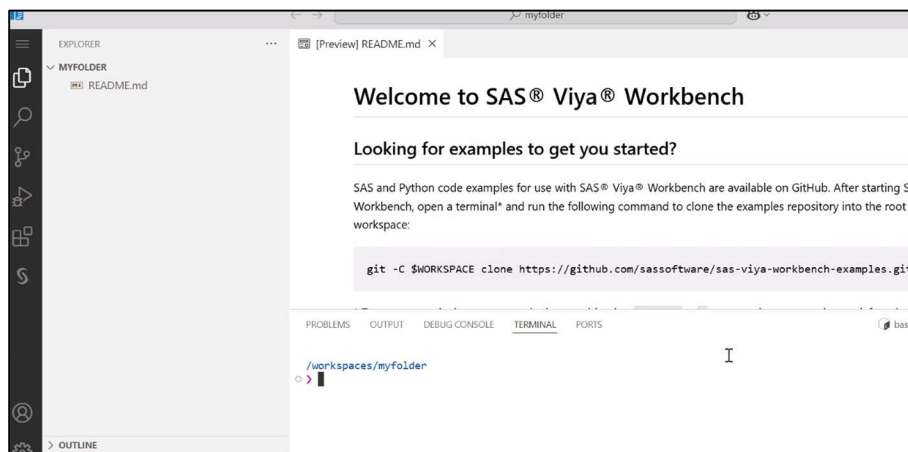 myfolder
EXPLORER
[Preview] README.md
MYFOLDER
README.md
Welcome to SAS® Viya® Workbench
Looking for examples to get you started?
SAS and Python code examples for use with SAS® Viya® Workbench are available on GitHub. After starting S
Workbench, open a terminal* and run the following command to clone the examples repository into the root
workspace:
git -C $WORKSPACE clone https://github.com/sassoftware/sas-viya-workbench-examples.git
PROBLEMS OUTPUT DEBUG CONSOLE TERMINAL PORTS bas
/workspaces/myfolder
❯
OUTLINE